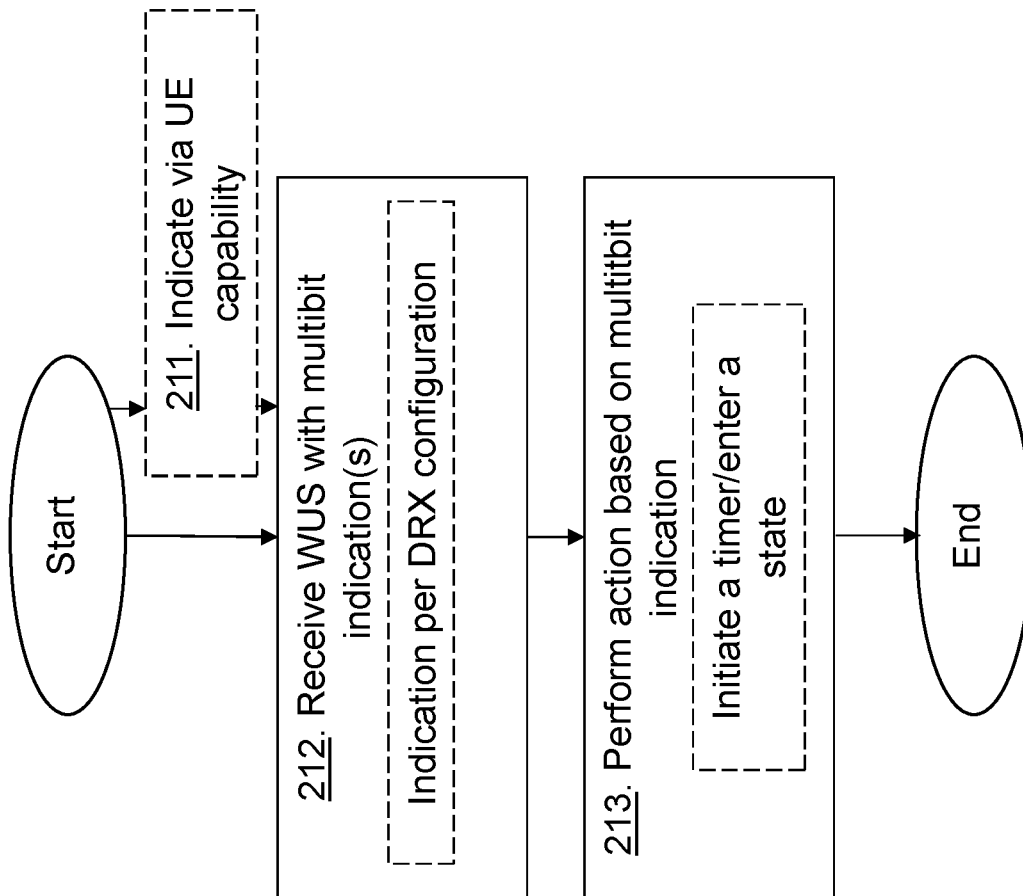 Start
211. Indicate via UE
capability
212. Receive WUS with multibit
indication(s)
Indication per DRX configuration
213. Perform action based on multitbit
indication
Initiate a timer/enter a
state
End